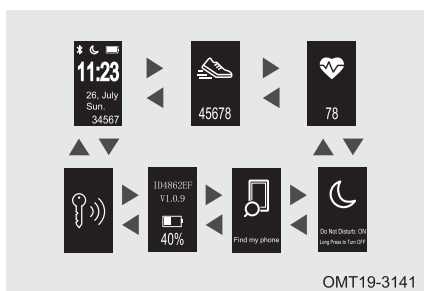 11:23
26, July
Sun.
34567
45678
78
ID4862EF
V1.0.9
40%
Find my phone
Do Not Disturb: ON
Long Press to Turn OFF
OMT19-3141